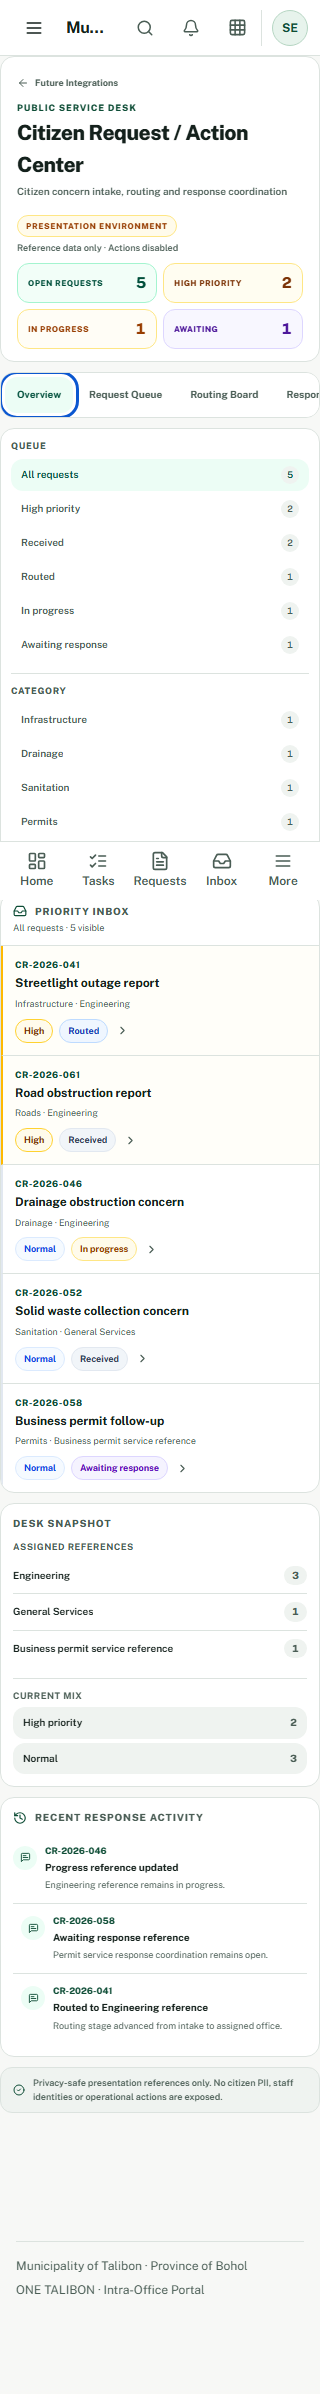 Mu...
SE
Future Integrations
PUBLIC SERVICE DESK
Citizen Request / Action
Center
Citizen concern intake, routing and response coordination
PRESENTATION ENVIRONMENT
Reference data only · Actions disabled
OPEN REQUESTS 5
HIGH PRIORITY 2
IN PROGRESS 1
AWAITING 1
Overview Request Queue Routing Board Respon
QUEUE
All requests 5
High priority 2
Received 2
Routed 1
In progress 1
Awaiting response 1
CATEGORY
Infrastructure 1
Drainage 1
Sanitation 1
Permits 1
Home Tasks Requests Inbox More
PRIORITY INBOX
All requests · 5 visible
CR-2026-041
Streetlight outage report
Infrastructure · Engineering
High Routed
CR-2026-061
Road obstruction report
Roads · Engineering
High Received
CR-2026-046
Drainage obstruction concern
Drainage · Engineering
Normal In progress
CR-2026-052
Solid waste collection concern
Sanitation · General Services
Normal Received
CR-2026-058
Business permit follow-up
Permits · Business permit service reference
Normal Awaiting response
DESK SNAPSHOT
ASSIGNED REFERENCES
Engineering 3
General Services 1
Business permit service reference 1
CURRENT MIX
High priority 2
Normal 3
RECENT RESPONSE ACTIVITY
CR-2026-046
Progress reference updated
Engineering reference remains in progress.
CR-2026-058
Awaiting response reference
Permit service response coordination remains open.
CR-2026-041
Routed to Engineering reference
Routing stage advanced from intake to assigned office.
Privacy-safe presentation references only. No citizen PII, staff
identities or operational actions are exposed.
Municipality of Talibon · Province of Bohol
ONE TALIBON · Intra-Office Portal